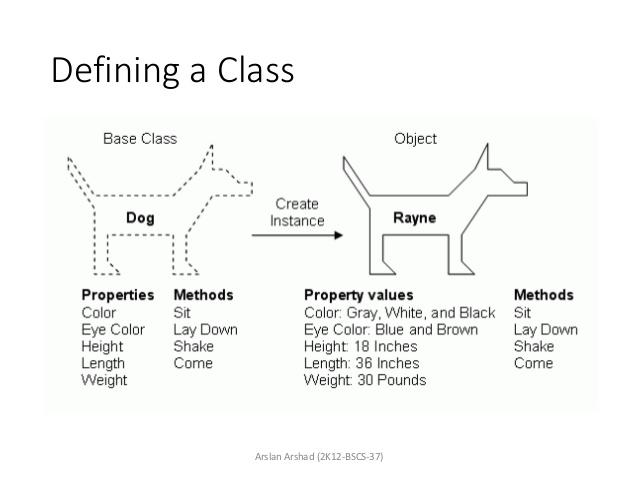 Defining a Class
Base Class
Object
Dog
Create
Instance
Rayne
Properties
Color
Eye Color
Height
Length
Weight
Methods
Sit
Lay Down
Shake
Come
Property values
Color: Gray, White, and Black
Eye Color: Blue and Brown
Height: 18 Inches
Length: 36 Inches
Weight: 30 Pounds
Methods
Sit
Lay Down
Shake
Come
Arslan Arshad (2K12-BSCS-37)